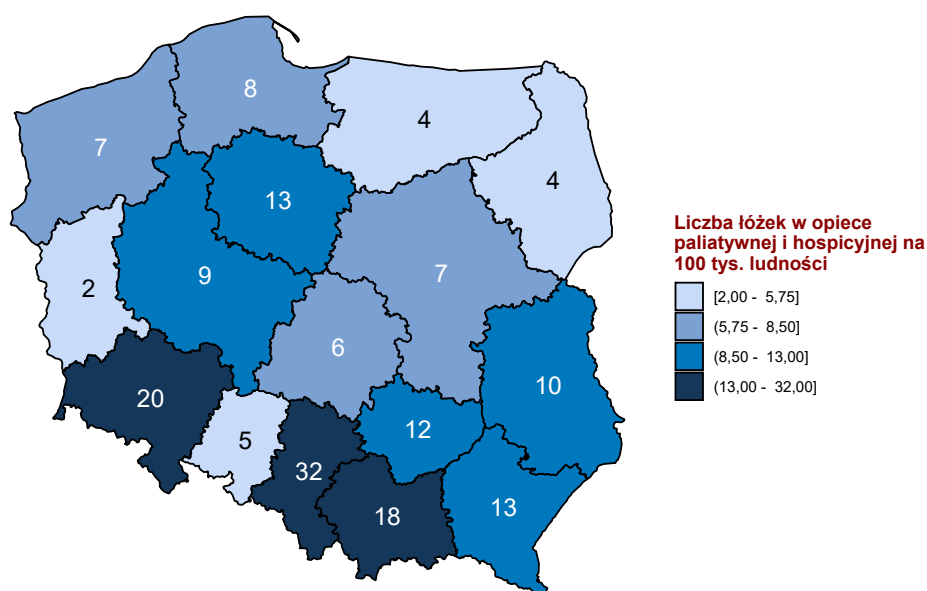 8
4
7
4
13
2
9
7
6
10
20
12
5
32
18
13
Liczba łóżek w opiece
paliatywnej i hospicyjnej na
100 tys. ludności
[2,00 - 5,75]
(5,75 - 8,50]
(8,50 - 13,00]
(13,00 - 32,00]